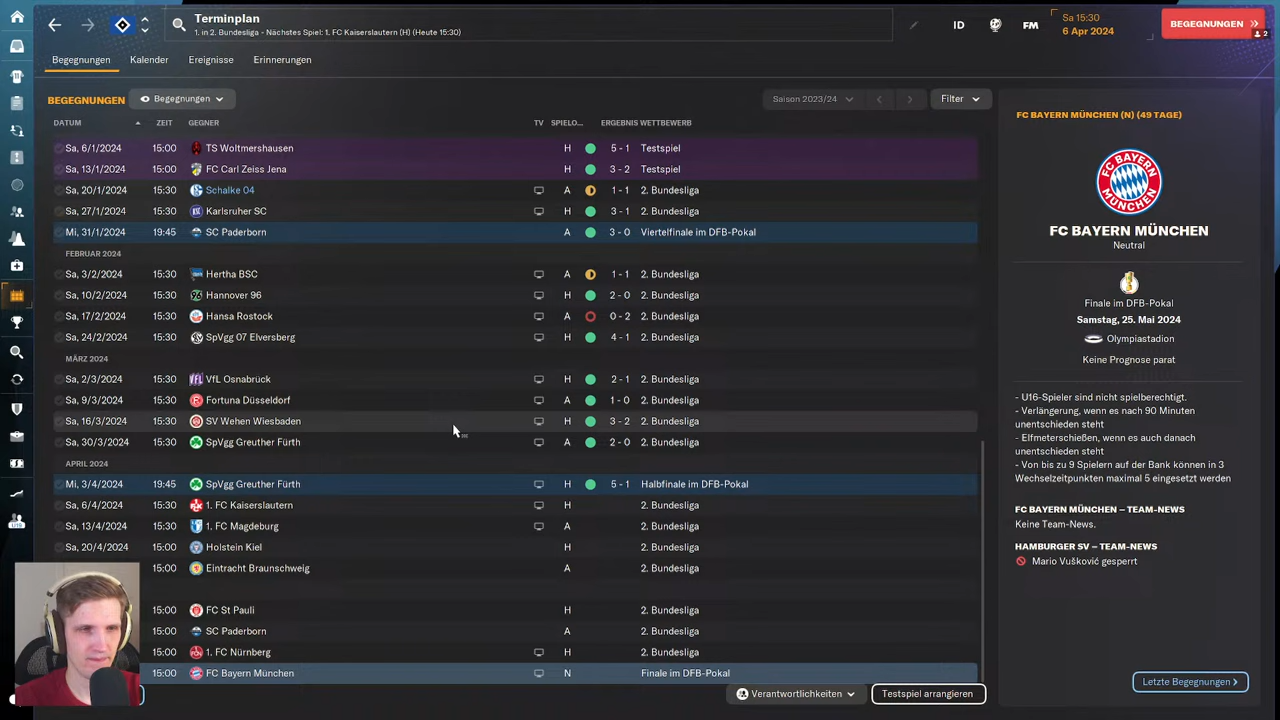 Terminplan
1. in 2. Bundesliga - Nächstes Spiel: 1. FC Kaiserslautern (H) (Heute 15:30)
ID
FM
Sa 15:30
6 Apr 2024
BEGEGNUNGEN
2
Begegnungen Kalender Ereignisse Erinnerungen
BEGEGNUNGEN Begegnungen Saison 2023/24 Filter
DATUM ZEIT GEGNER TV SPIELO... ERGEBNIS WETTBEWERB
Sa, 6/1/2024 15:00 TS Woltmershausen H 5 - 1 Testspiel
Sa, 13/1/2024 15:00 FC Carl Zeiss Jena H 3 - 2 Testspiel
Sa, 20/1/2024 15:30 Schalke 04 A 1 - 1 2. Bundesliga
Sa, 27/1/2024 15:30 Karlsruher SC H 3 - 1 2. Bundesliga
Mi, 31/1/2024 19:45 SC Paderborn A 3 - 0 Viertelfinale im DFB-Pokal
FEBRUAR 2024
Sa, 3/2/2024 15:30 Hertha BSC A 1 - 1 2. Bundesliga
Sa, 10/2/2024 15:30 Hannover 96 H 2 - 0 2. Bundesliga
Sa, 17/2/2024 15:30 Hansa Rostock A 0 - 2 2. Bundesliga
Sa, 24/2/2024 15:30 SpVgg 07 Elversberg H 4 - 1 2. Bundesliga
MÄRZ 2024
Sa, 2/3/2024 15:30 VfL Osnabrück H 2 - 1 2. Bundesliga
Sa, 9/3/2024 15:30 Fortuna Düsseldorf A 1 - 0 2. Bundesliga
Sa, 16/3/2024 15:30 SV Wehen Wiesbaden H 3 - 2 2. Bundesliga
Sa, 30/3/2024 15:30 SpVgg Greuther Fürth A 2 - 0 2. Bundesliga
APRIL 2024
Mi, 3/4/2024 19:45 SpVgg Greuther Fürth H 5 - 1 Halbfinale im DFB-Pokal
Sa, 6/4/2024 15:30 1. FC Kaiserslautern H 2. Bundesliga
Sa, 13/4/2024 15:30 1. FC Magdeburg A 2. Bundesliga
Sa, 20/4/2024 15:00 Holstein Kiel H 2. Bundesliga
15:00 Eintracht Braunschweig A 2. Bundesliga
15:00 FC St Pauli H 2. Bundesliga
15:00 SC Paderborn A 2. Bundesliga
15:00 1. FC Nürnberg H 2. Bundesliga
15:00 FC Bayern München N Finale im DFB-Pokal
Verantwortlichkeiten Testspiel arrangieren
FC BAYERN MÜNCHEN (N) (49 TAGE)
FC BAYERN MÜNCHEN
Neutral
Finale im DFB-Pokal
Samstag, 25. Mai 2024
Olympiastadion
Keine Prognose parat
- U16-Spieler sind nicht spielberechtigt.
- Verlängerung, wenn es nach 90 Minuten
unentschieden steht
- Elfmeterschießen, wenn es auch danach
unentschieden steht
- Von bis zu 9 Spielern auf der Bank können in 3
Wechselzeitpunkten maximal 5 eingesetzt werden
FC BAYERN MÜNCHEN – TEAM-NEWS
Keine Team-News.
HAMBURGER SV – TEAM-NEWS
Mario Vušković gesperrt
Letzte Begegnungen